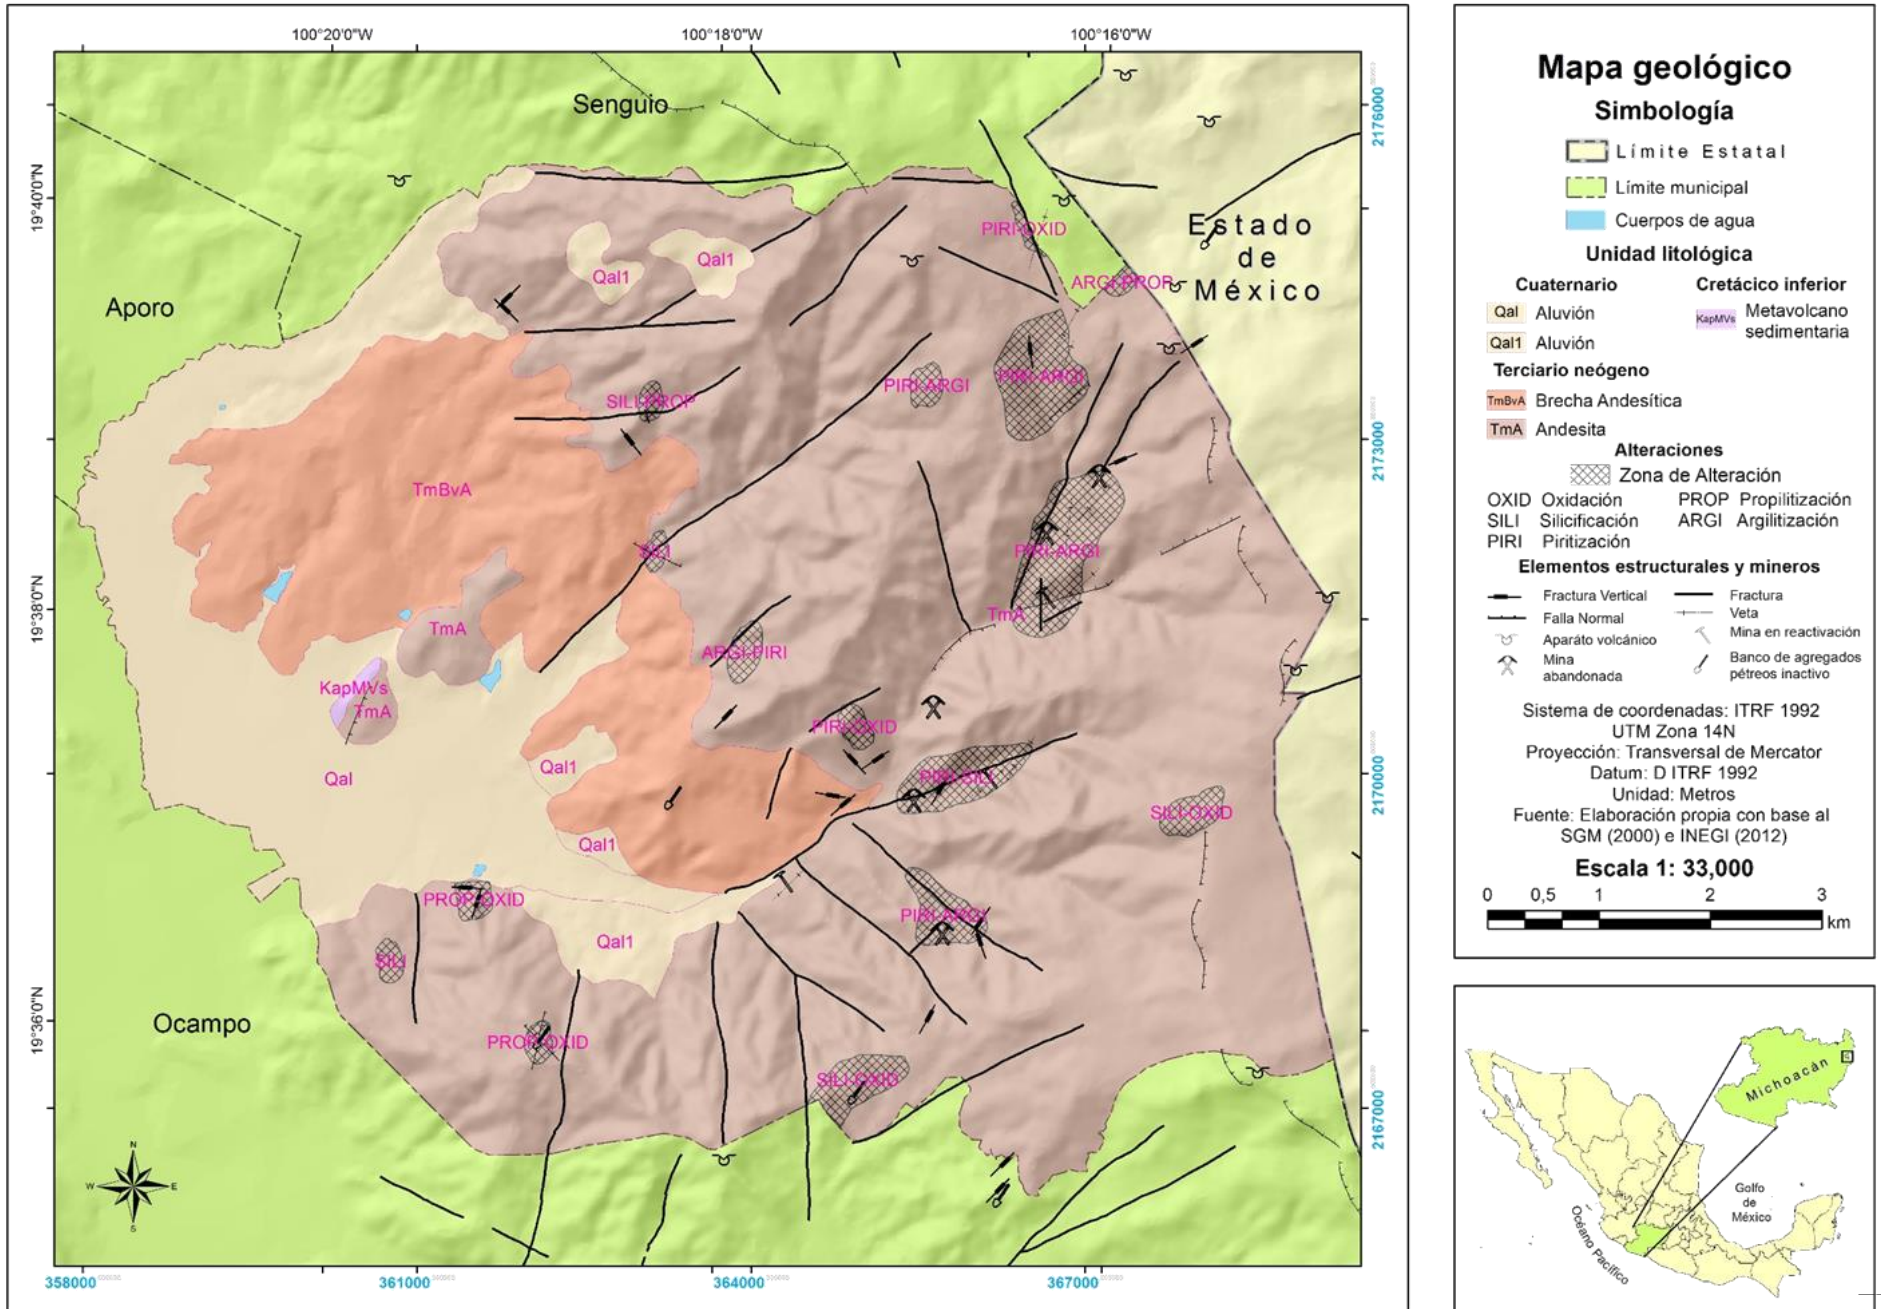 100°20'0"W
100°18'0"W
100°16'0"W
Senguio
2176000
19°40'0"N
PIRI-OXID
Estado
de
México
Qal1
Qal1
ARGI-PROP
Aporo
PIRI-ARGI
PIRI-ARGI
SILI-PROP
2173000
TmBvA
SILI
PIRI-ARGI
19°38'0"N
TmA
TmA
ARGI-PIRI
KapMVs
TmA
PIRI-OXID
Qal
Qal1
PIRI-SILI
2170000
SILI-OXID
Qal1
PROP-OXID
PIRI-ARGI
Qal1
SILI
19°36'0"N
Ocampo
PROP-OXID
SILI-OXID
2167000
N
W
E
S
358000
361000
364000
367000
Mapa geológico
Simbología
Límite Estatal
Límite municipal
Cuerpos de agua
Unidad litológica
Cuaternario
Qal Aluvión
Qal1 Aluvión
Cretácico inferior
KapMVs Metavolcano
sedimentaria
Terciario neógeno
TmBvA Brecha Andesítica
TmA Andesita
Alteraciones
Zona de Alteración
OXID Oxidación
SILI Silicificación
PIRI Piritización
PROP Propilitización
ARGI Argilitización
Elementos estructurales y mineros
Fractura Vertical
Falla Normal
Aparáto volcánico
Mina
abandonada
Fractura
Veta
Mina en reactivación
Banco de agregados
pétreos inactivo
Sistema de coordenadas: ITRF 1992
UTM Zona 14N
Proyección: Transversal de Mercator
Datum: D ITRF 1992
Unidad: Metros
Fuente: Elaboración propia con base al
SGM (2000) e INEGI (2012)
Escala 1: 33,000
0 0,5 1 2 3
km
Michoacán
Golfo
de
México
Océano Pacífico